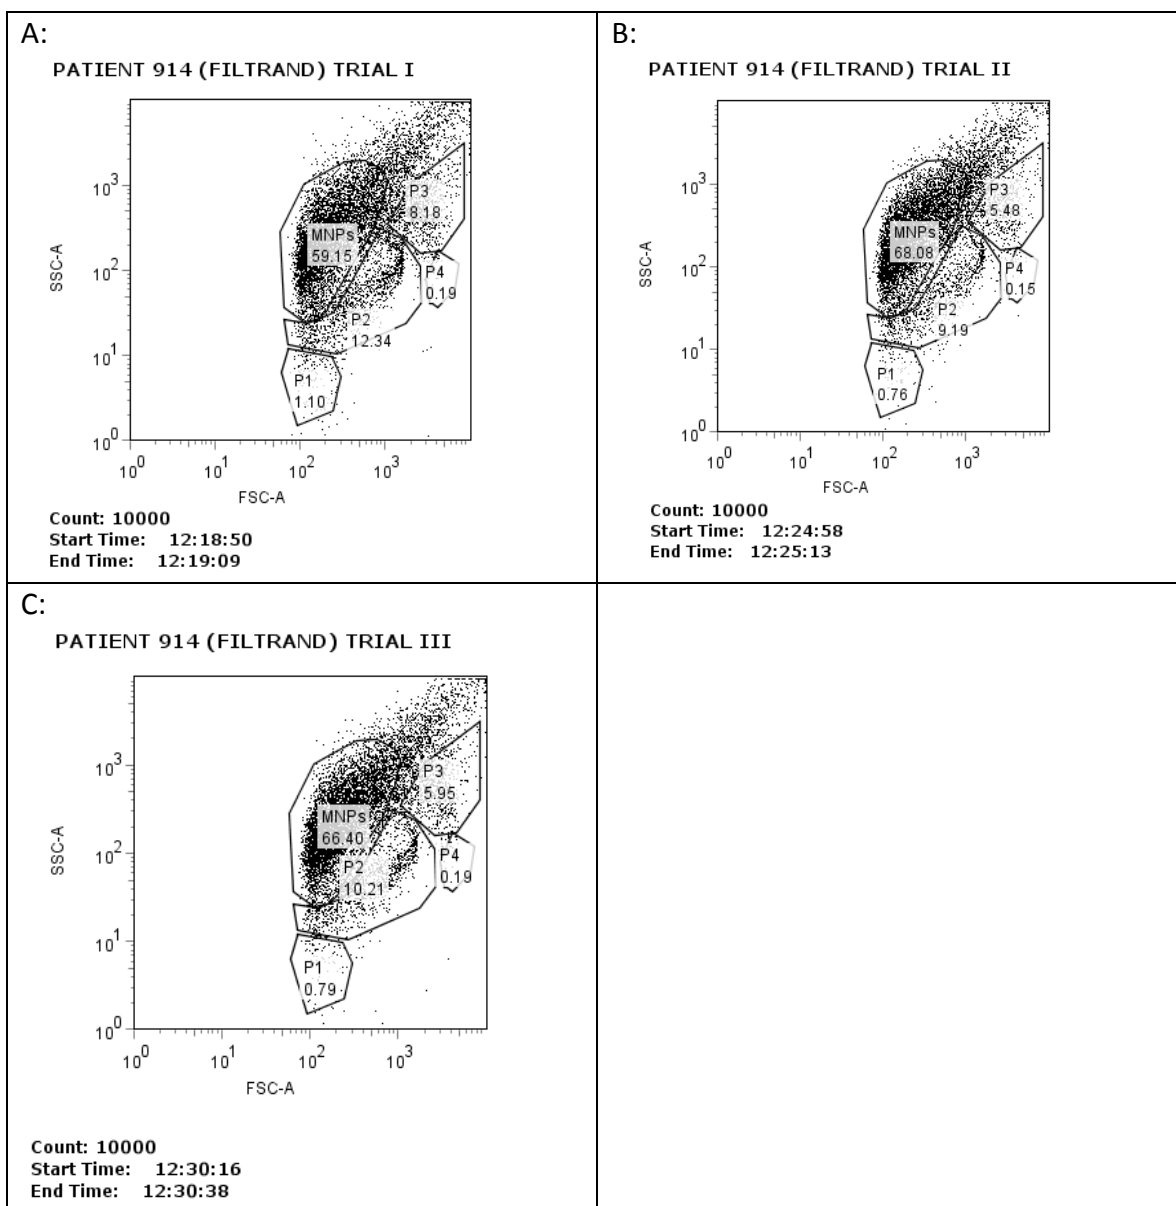 A:
PATIENT 914 (FILTRAND) TRIAL I
SSC-A
10^3
10^2
10^1
10^0
MNPs
59.15
P3
8.18
P4
0.19
P2
12.34
P1
1.10
10^0 10^1 10^2 10^3
FSC-A
Count: 10000
Start Time: 12:18:50
End Time: 12:19:09
B:
PATIENT 914 (FILTRAND) TRIAL II
SSC-A
10^3
10^2
10^1
10^0
MNPs
68.08
P3
5.48
P4
0.15
P2
9.19
P1
0.76
10^0 10^1 10^2 10^3
FSC-A
Count: 10000
Start Time: 12:24:58
End Time: 12:25:13
C:
PATIENT 914 (FILTRAND) TRIAL III
SSC-A
10^3
10^2
10^1
10^0
P3
5.95
MNPs
66.40
P4
0.19
P2
10.21
P1
0.79
10^0 10^1 10^2 10^3
FSC-A
Count: 10000
Start Time: 12:30:16
End Time: 12:30:38